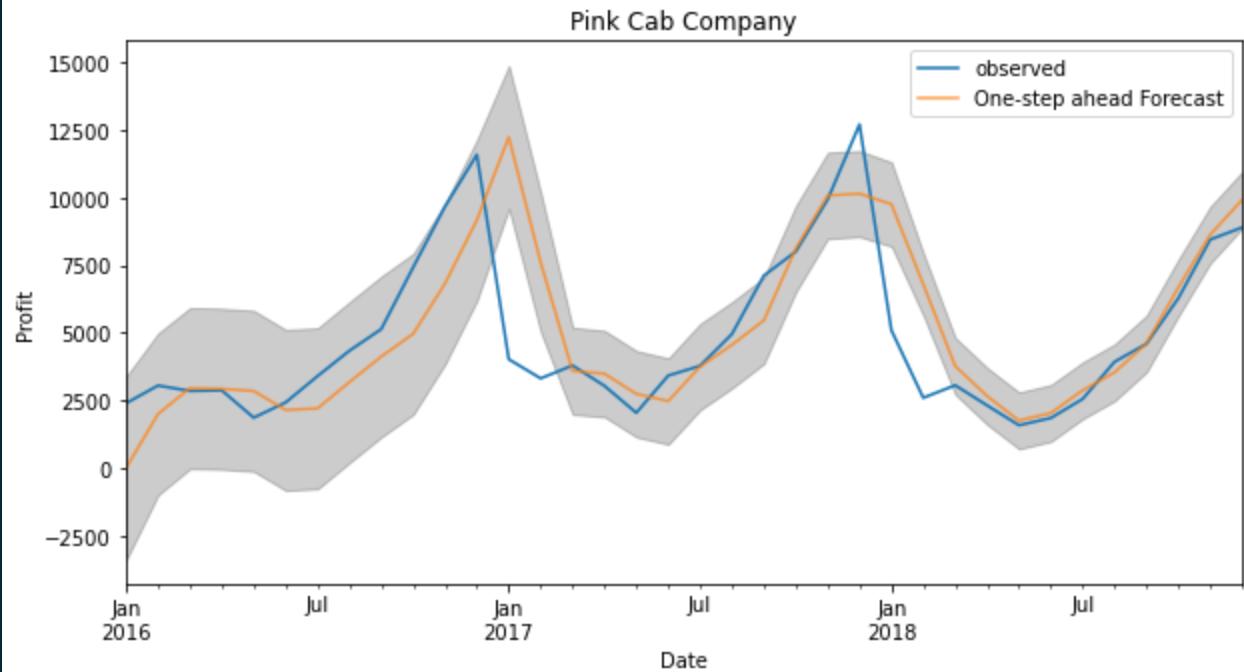 Pink Cab Company
observed
One-step ahead Forecast
15000
12500
10000
7500
5000
2500
0
−2500
Profit
Jan
2016
Jul
Jan
2017
Jul
Jan
2018
Jul
Date